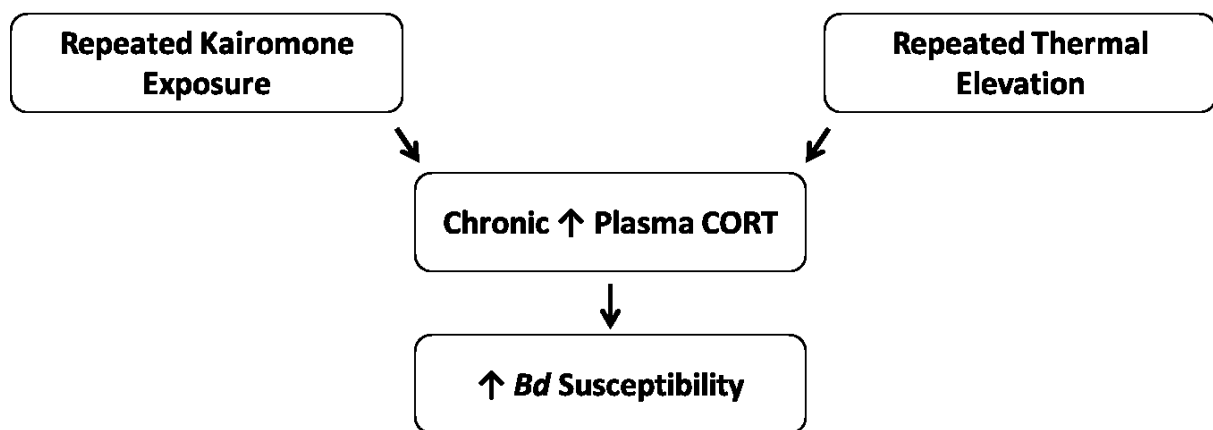 Repeated Kairomone
Exposure
Repeated Thermal
Elevation
Chronic ↑ Plasma CORT
↑ Bd Susceptibility